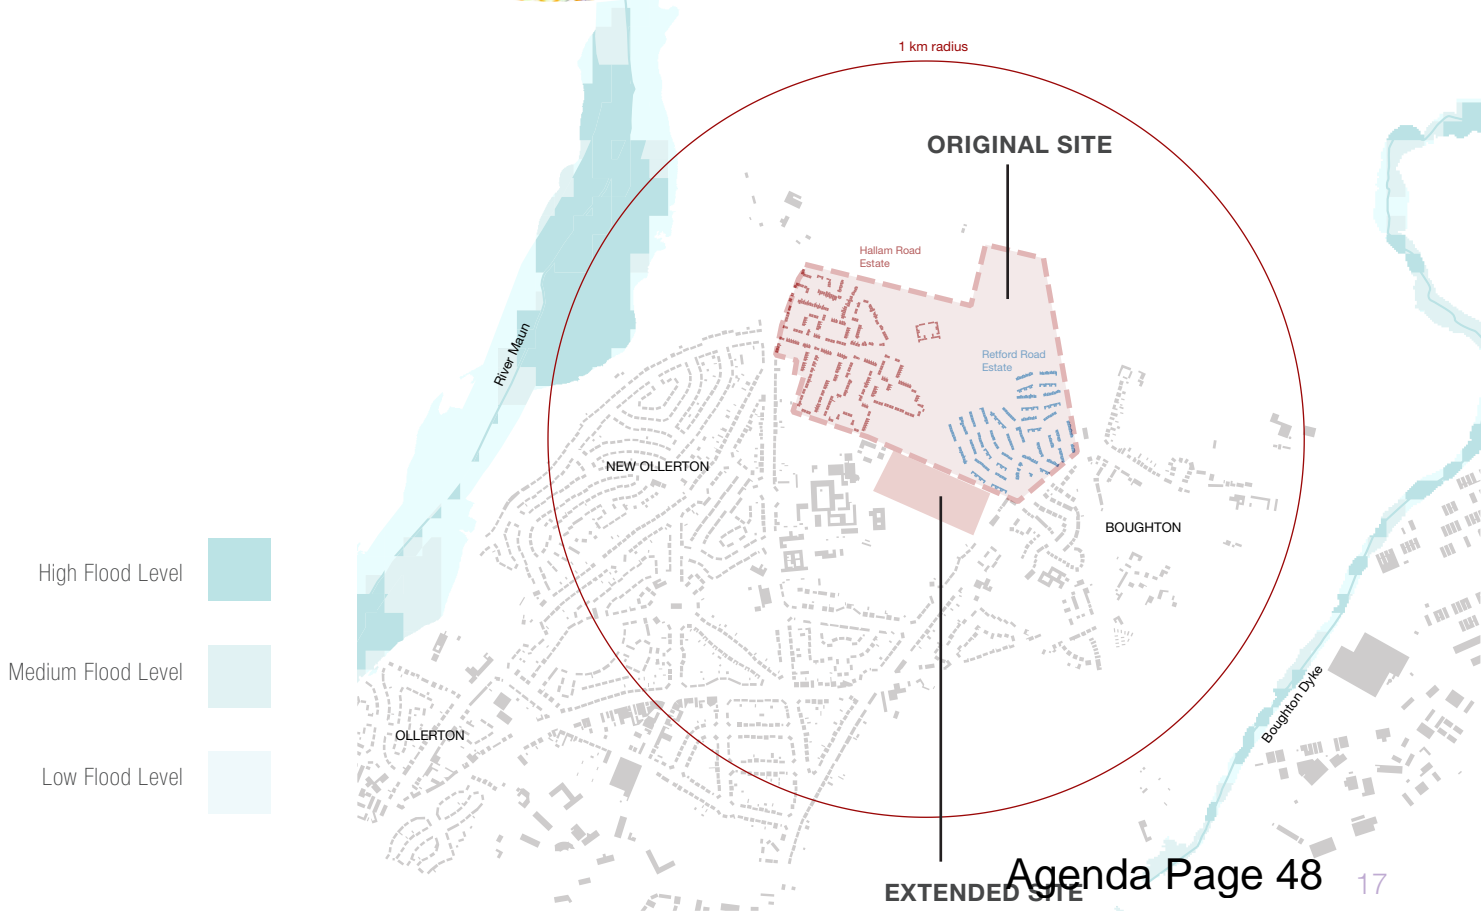 1 km radius
ORIGINAL SITE
Hallam Road
Estate
River Maun
Retford Road
Estate
NEW OLLERTON
BOUGHTON
High Flood Level
Medium Flood Level
Low Flood Level
OLLERTON
Boughton Dyke
EXTENDED SITE
Agenda Page 48
17